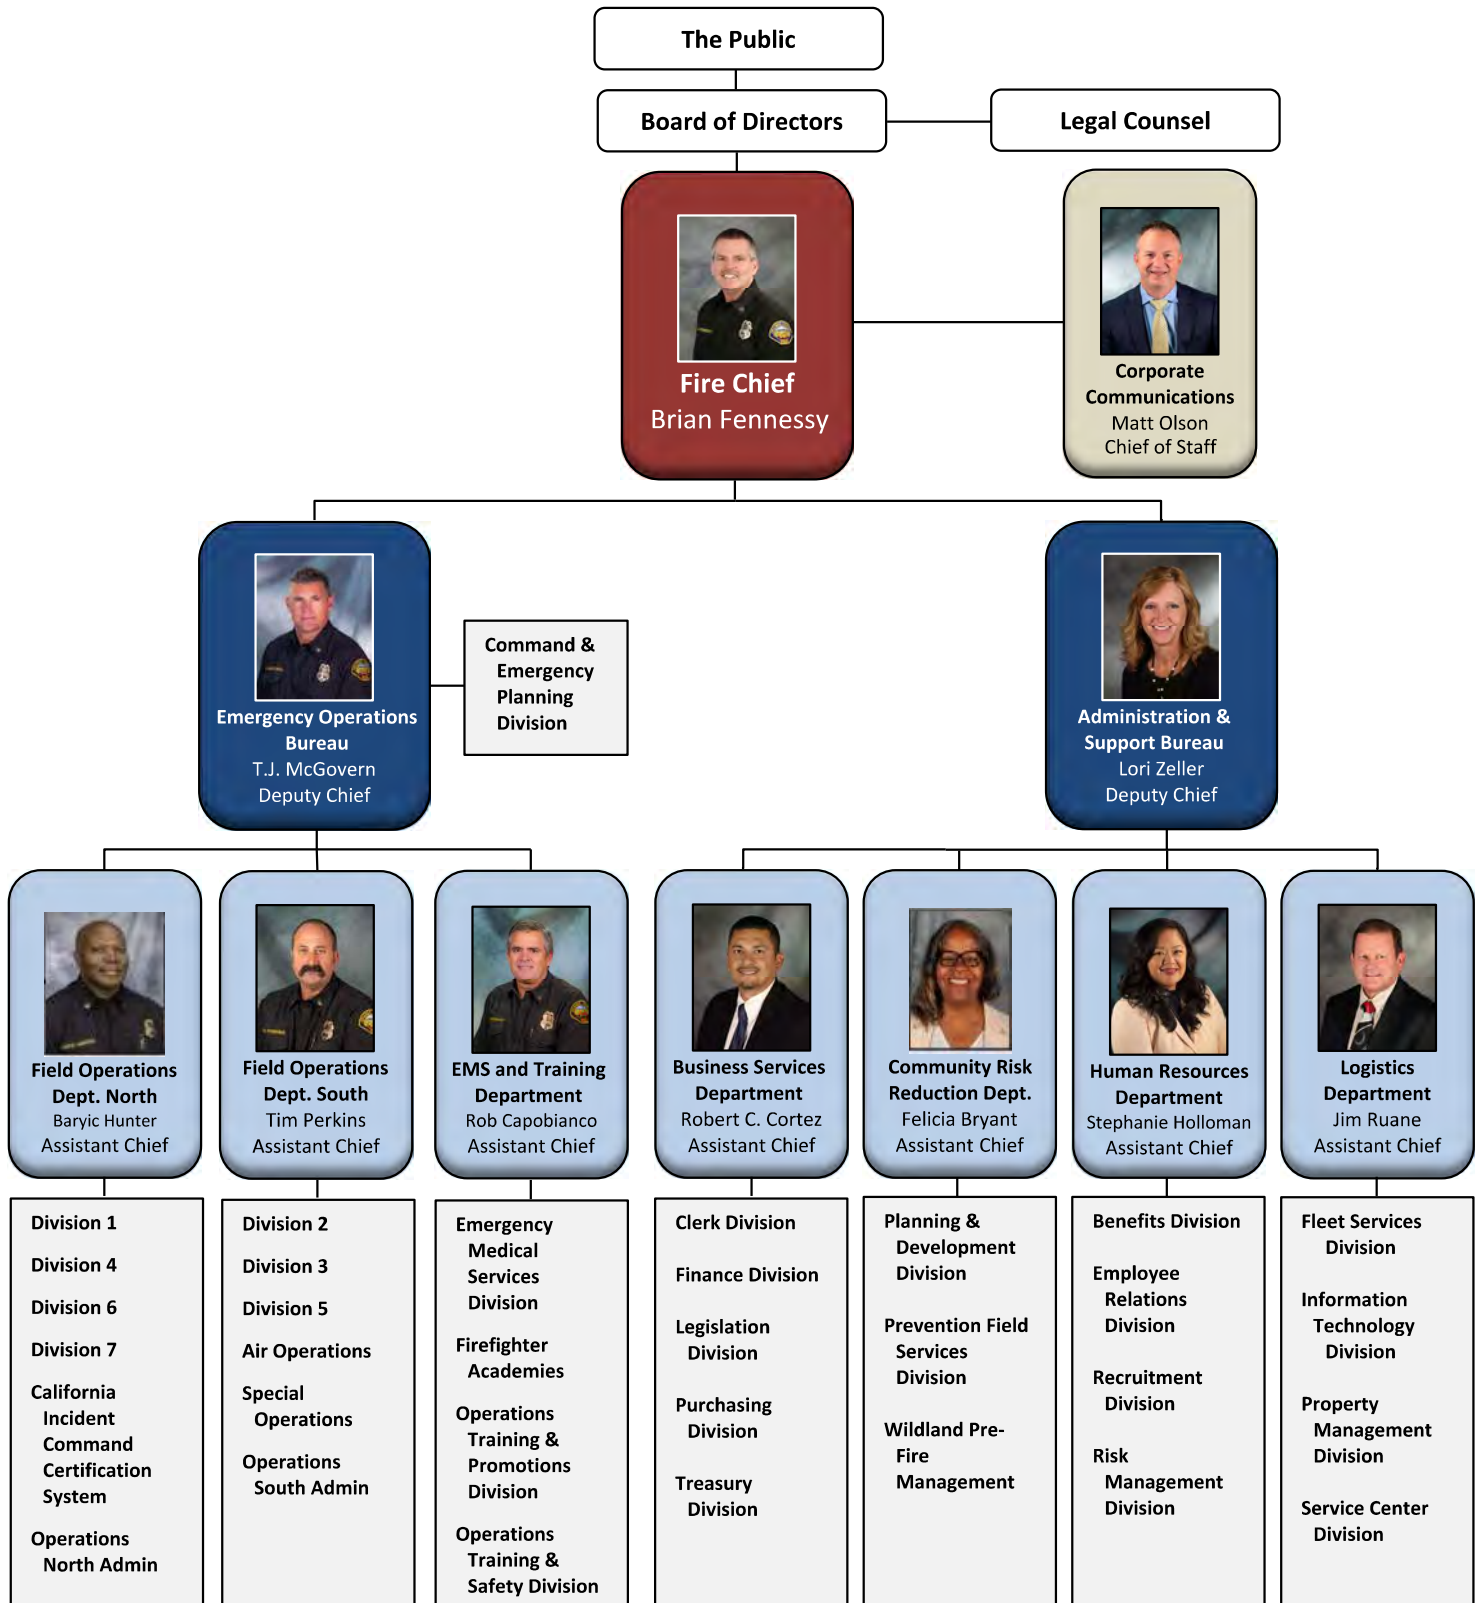 The Public
Board of Directors
Legal Counsel
Fire Chief
Brian Fennessy
Corporate
Communications
Matt Olson
Chief of Staff
Emergency Operations
Bureau
T.J. McGovern
Deputy Chief
Command &
Emergency
Planning
Division
Administration &
Support Bureau
Lori Zeller
Deputy Chief
Field Operations
Dept. North
Baryic Hunter
Assistant Chief
Field Operations
Dept. South
Tim Perkins
Assistant Chief
EMS and Training
Department
Rob Capobianco
Assistant Chief
Business Services
Department
Robert C. Cortez
Assistant Chief
Community Risk
Reduction Dept.
Felicia Bryant
Assistant Chief
Human Resources
Department
Stephanie Holloman
Assistant Chief
Logistics
Department
Jim Ruane
Assistant Chief
Division 1
Division 4
Division 6
Division 7
California
Incident
Command
Certification
System
Operations
North Admin
Division 2
Division 3
Division 5
Air Operations
Special
Operations
Operations
South Admin
Emergency
Medical
Services
Division
Firefighter
Academies
Operations
Training &
Promotions
Division
Operations
Training &
Safety Division
Clerk Division
Finance Division
Legislation
Division
Purchasing
Division
Treasury
Division
Planning &
Development
Division
Prevention Field
Services
Division
Wildland Pre-
Fire
Management
Benefits Division
Employee
Relations
Division
Recruitment
Division
Risk
Management
Division
Fleet Services
Division
Information
Technology
Division
Property
Management
Division
Service Center
Division